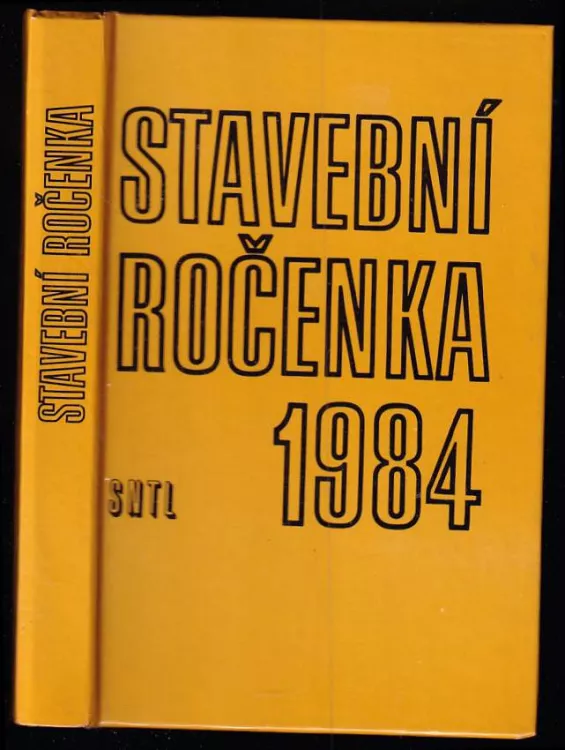 STAVEBNÍ ROČENKA
STAVEBNÍ
ROČENKA
1984
SNTL